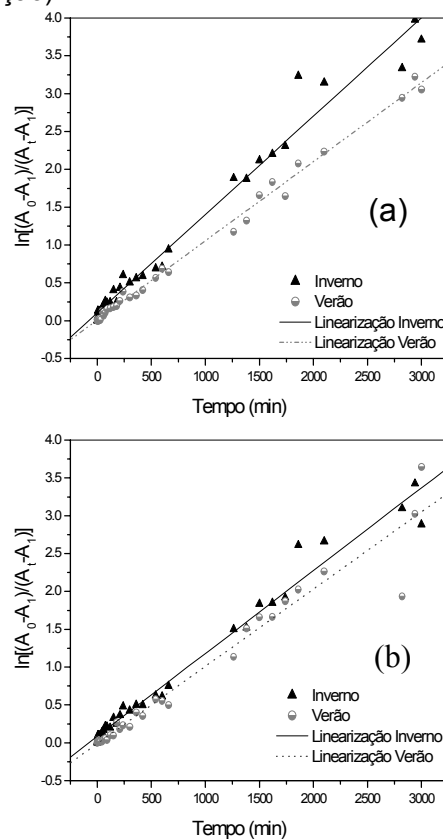 ln[(A₀-A₁)/(Aₜ-A₁)]
4.0
3.5
3.0
2.5
2.0
1.5
1.0
0.5
0.0
-0.5
(a)
Inverno
Verão
Linearização Inverno
Linearização Verão
0 500 1000 1500 2000 2500 3000
Tempo (min)
ln[(A₀-A₁)/(Aₜ-A₁)]
4.0
3.5
3.0
2.5
2.0
1.5
1.0
0.5
0.0
-0.5
(b)
Inverno
Verão
Linearização Inverno
Linearização Verão
0 500 1000 1500 2000 2500 3000
Tempo (min)